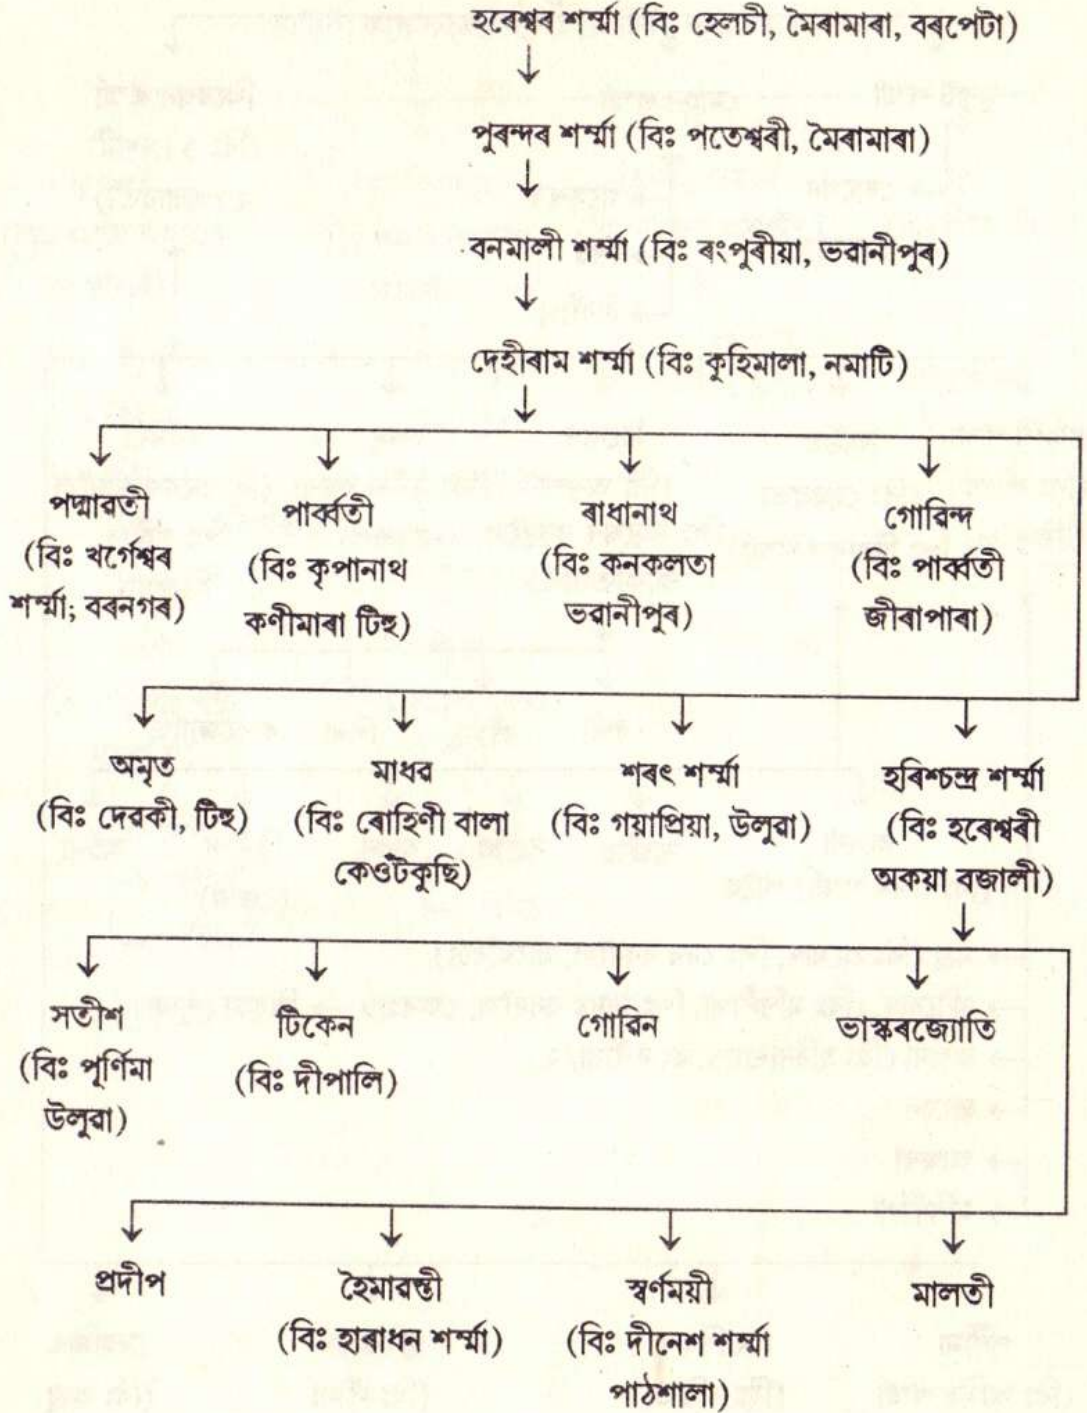 হৰেশ্বৰ শৰ্ম্মা (বিঃ হেলচী, মৈৰামাৰা, বৰপেটা)
পুৰন্দৰ শৰ্ম্মা (বিঃ পতেশ্বৰী, মৈৰামাৰা)
বনমালী শৰ্ম্মা (বিঃ ৰংপুৰীয়া, ভৱানীপুৰ)
দেহীৰাম শৰ্ম্মা (বিঃ কুহিমালা, নমাটি)
পদ্মাৱতী পাৰ্ব্বতী ৰাধানাথ গোৱিন্দ
(বিঃ খৰ্গেশ্বৰ (বিঃ কৃপানাথ (বিঃ কনকলতা (বিঃ পাৰ্ব্বতী
শৰ্ম্মা; বৰনগৰ) কণীমাৰা টিহু) ভৱানীপুৰ) জীৰাপাৰা)
অমৃত মাধৱ শৰৎ শৰ্ম্মা হৰিশ্চন্দ্ৰ শৰ্ম্মা
(বিঃ দেৱকী, টিহু) (বিঃ ৰোহিণী বালা (বিঃ গয়াপ্ৰিয়া, উলুৱা) (বিঃ হৰেশ্বৰী
কেওঁটকুছি) অকয়া বজালী)
সতীশ টিকেন গোৱিন ভাস্কৰজ্যোতি
(বিঃ পূৰ্ণিমা (বিঃ দীপালি)
উলুৱা)
প্ৰদীপ হৈমাৱন্তী স্বৰ্ণময়ী মালতী
(বিঃ হাৰাধন শৰ্ম্মা) (বিঃ দীনেশ শৰ্ম্মা
পাঠশালা)